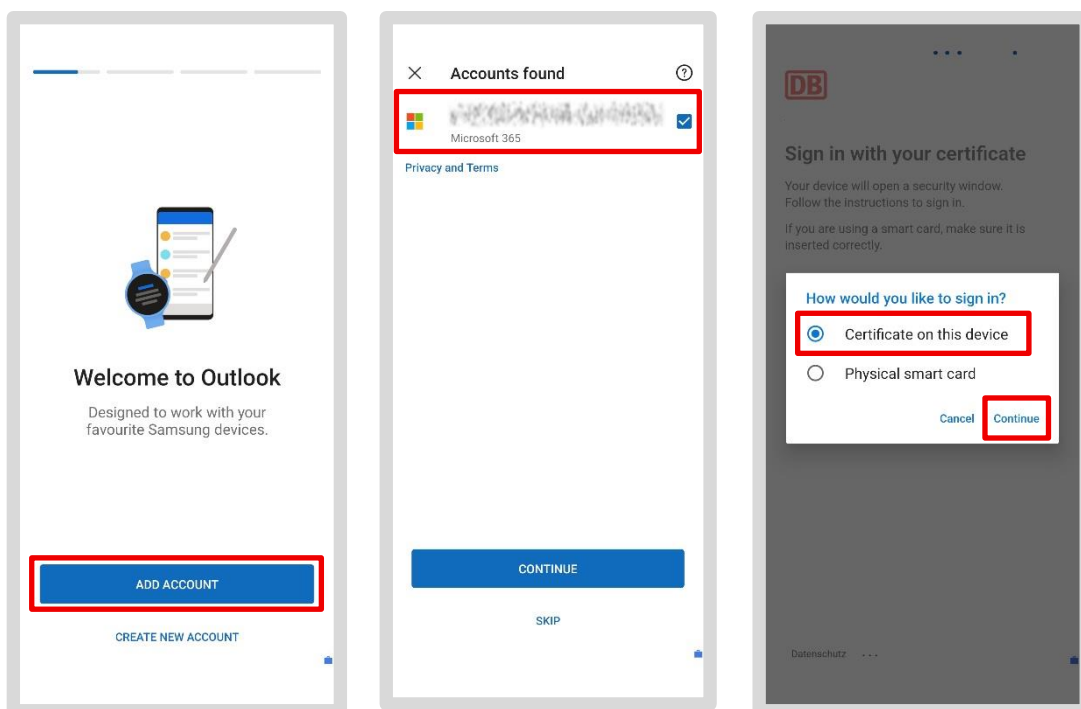 Welcome to Outlook
Designed to work with your
favourite Samsung devices.
ADD ACCOUNT
CREATE NEW ACCOUNT
Accounts found
Microsoft 365
Privacy and Terms
CONTINUE
SKIP
DB
Sign in with your certificate
Your device will open a security window.
Follow the instructions to sign in.
If you are using a smart card, make sure it is
inserted correctly.
How would you like to sign in?
Certificate on this device
Physical smart card
Cancel Continue
Datenschutz ...